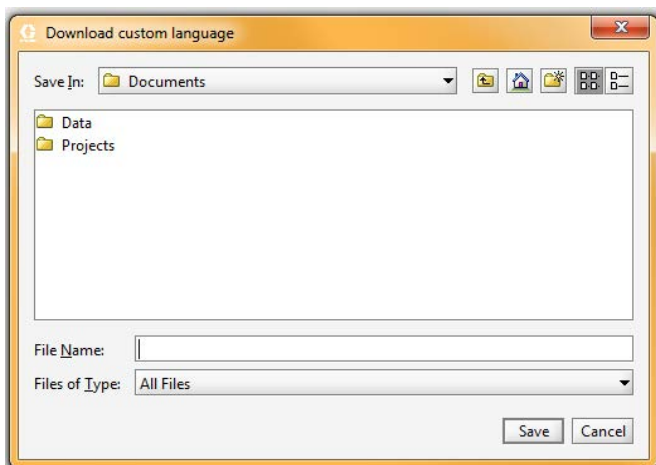 Download custom language
Save In: Documents
Data
Projects
File Name:
Files of Type: All Files
Save Cancel